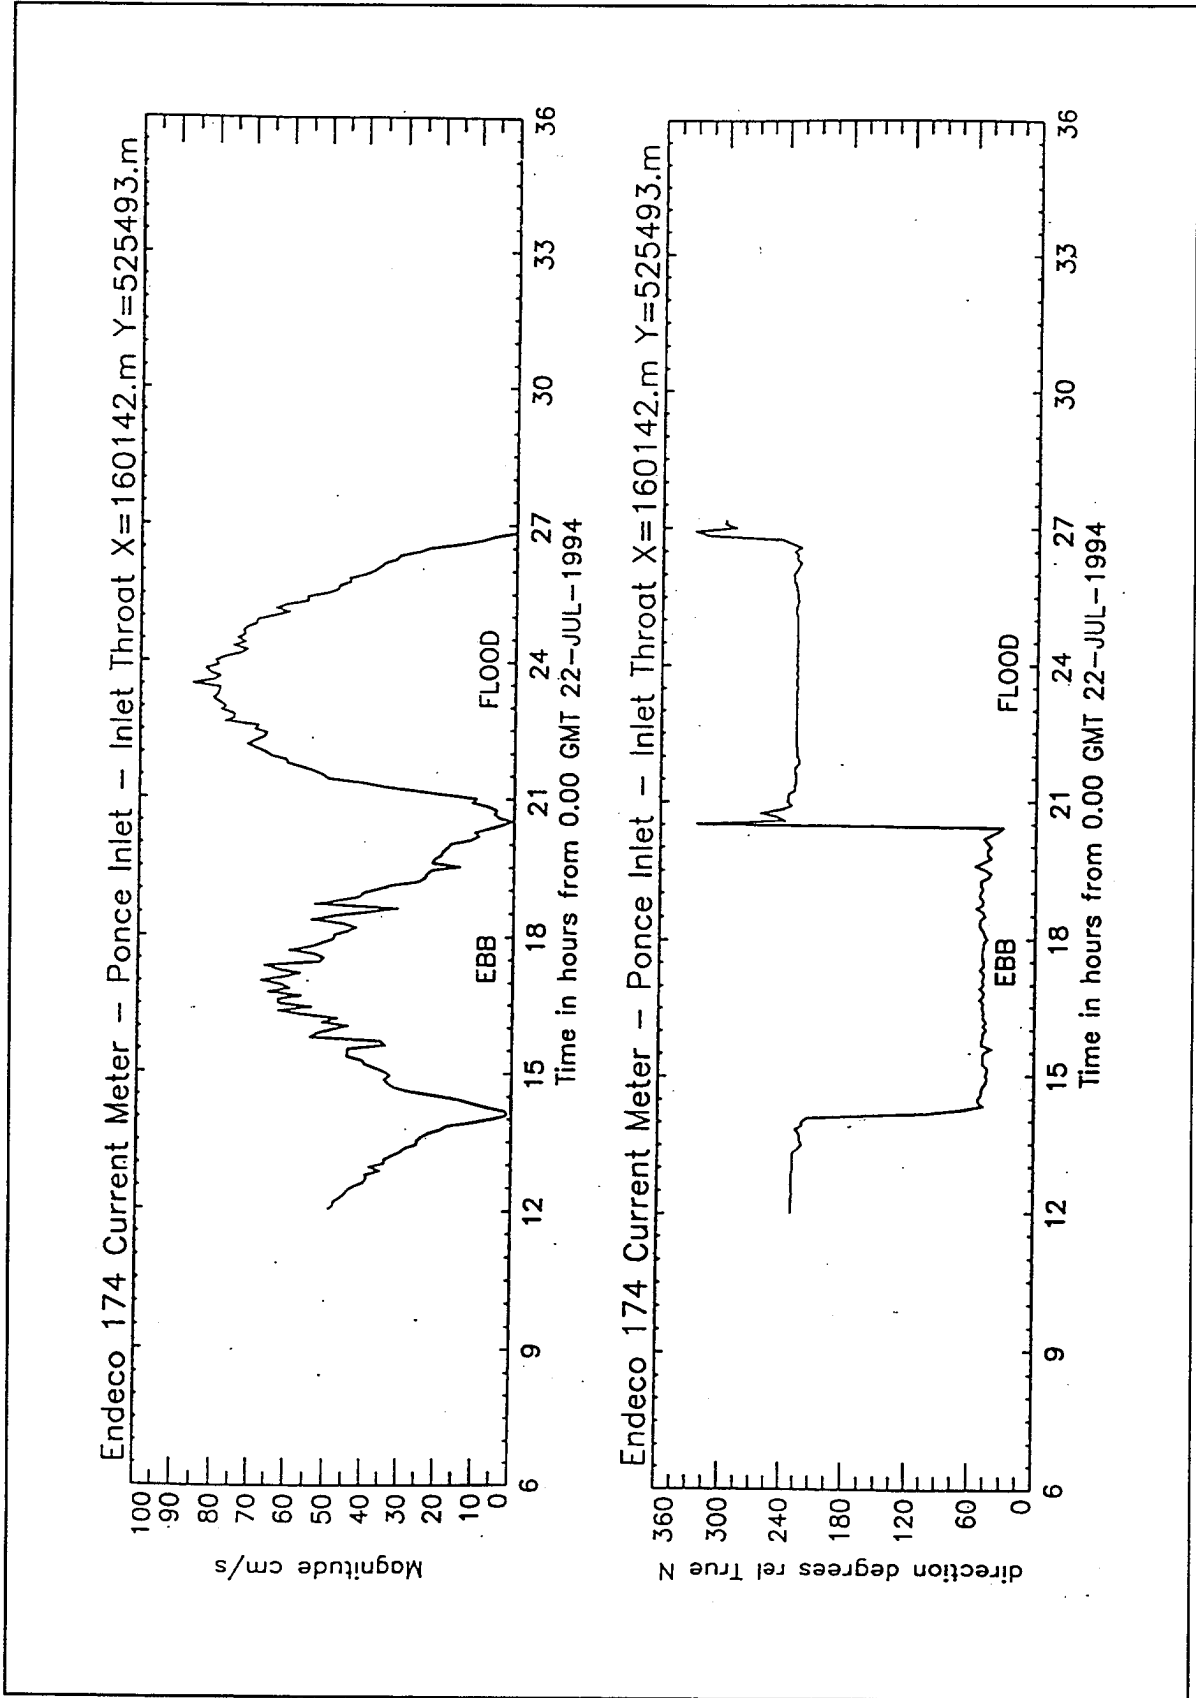 Endeco 174 Current Meter – Ponce Inlet – Inlet Throat X=160142.m Y=525493.m
Magnitude cm/s
100
90
80
70
60
50
40
30
20
10
0
EBB
FLOOD
6 9 12 15 18 21 24 27 30 33 36
Time in hours from 0.00 GMT 22–JUL–1994
Endeco 174 Current Meter – Ponce Inlet – Inlet Throat X=160142.m Y=525493.m
direction degrees rel True N
360
300
240
180
120
60
0
EBB
FLOOD
6 9 12 15 18 21 24 27 30 33 36
Time in hours from 0.00 GMT 22–JUL–1994